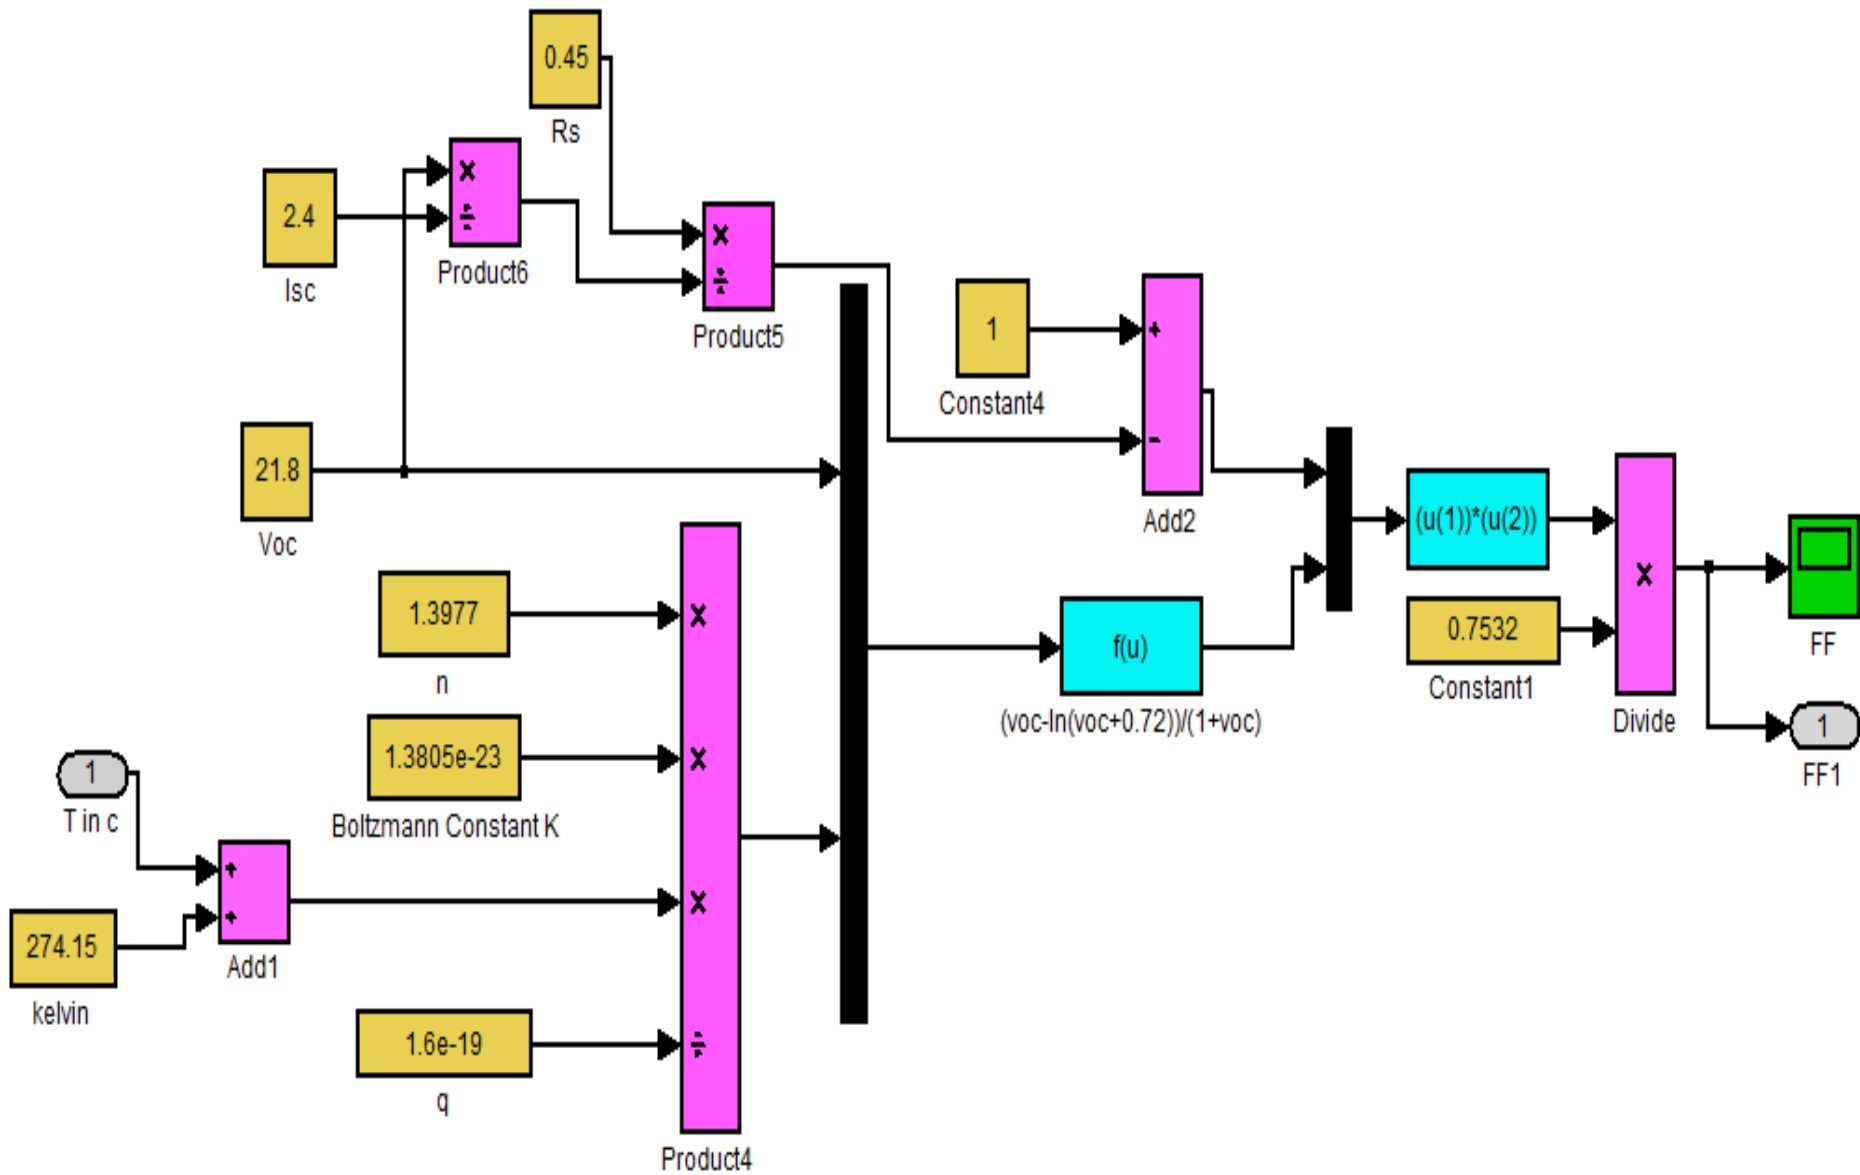 0.45
Rs
×
÷
Product6
2.4
Isc
×
÷
Product5
1
Constant4
+
-
Add2
21.8
Voc
(u(1))*(u(2))
×
Divide
FF
0.7532
Constant1
1
FF1
f(u)
(voc-ln(voc+0.72))/(1+voc)
1.3977
n
×
1.3805e-23
Boltzmann Constant K
×
1
T in c
+
+
Add1
×
274.15
kelvin
1.6e-19
q
÷
Product4